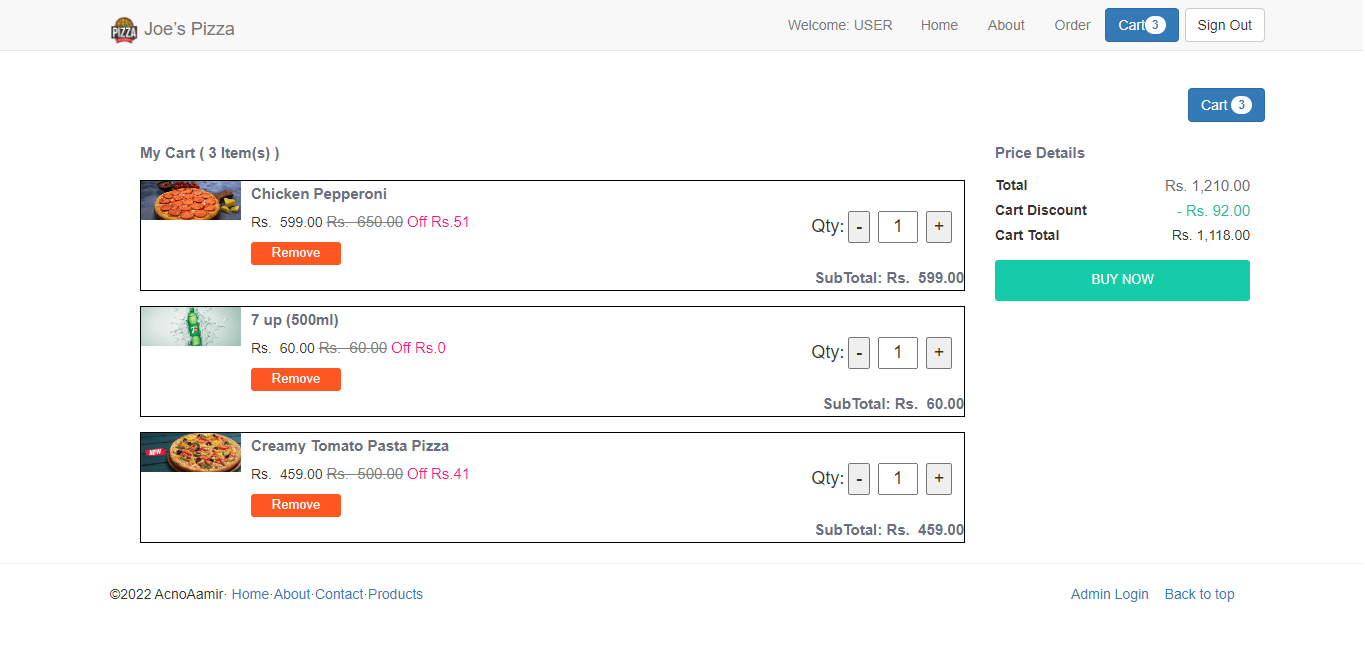 PIZZA Joe’s Pizza Welcome: USER Home About Order Cart 3 Sign Out
Cart 3
My Cart ( 3 Item(s) )
Chicken Pepperoni
Rs. 599.00 Rs. 650.00 Off Rs.51
Remove
Qty: - 1 +
SubTotal: Rs. 599.00
7 up (500ml)
Rs. 60.00 Rs. 60.00 Off Rs.0
Remove
Qty: - 1 +
SubTotal: Rs. 60.00
NEW
Creamy Tomato Pasta Pizza
Rs. 459.00 Rs. 500.00 Off Rs.41
Remove
Qty: - 1 +
SubTotal: Rs. 459.00
Price Details
Total Rs. 1,210.00
Cart Discount - Rs. 92.00
Cart Total Rs. 1,118.00
BUY NOW
©2022 AcnoAamir· Home·About·Contact·Products Admin Login Back to top